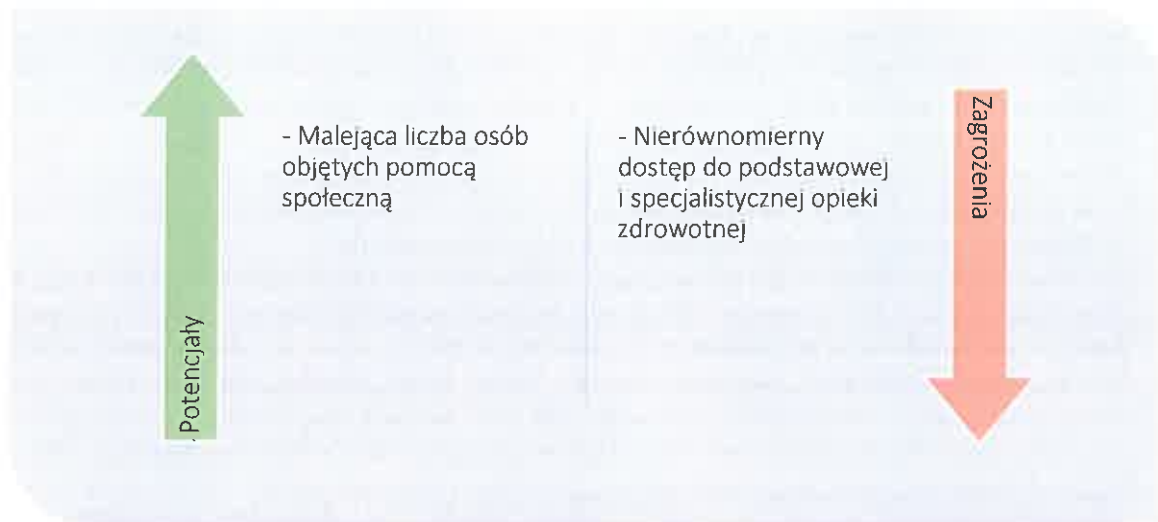 Potencjały
- Malejąca liczba osób
objętych pomocą
społeczną
- Nierównomierny
dostęp do podstawowej
i specjalistycznej opieki
zdrowotnej
Zagrożenia